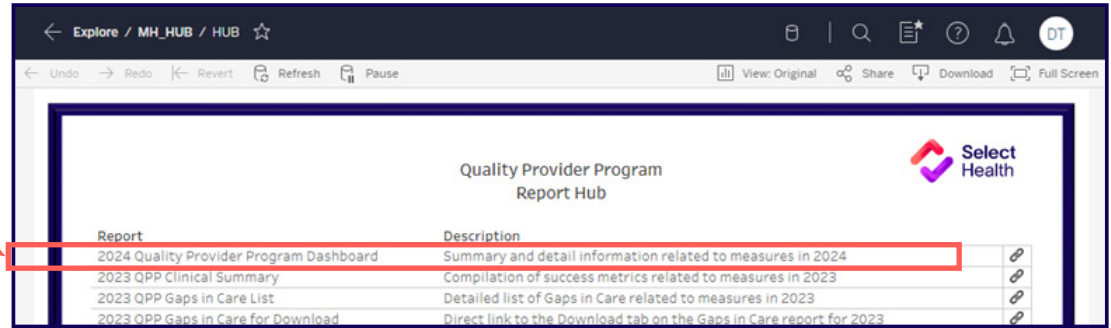 Explore / MH_HUB / HUB
DT
Undo Redo Revert Refresh Pause View: Original Share Download Full Screen
Select
Health
Quality Provider Program
Report Hub
Report Description
2024 Quality Provider Program Dashboard Summary and detail information related to measures in 2024
2023 QPP Clinical Summary Compilation of success metrics related to measures in 2023
2023 QPP Gaps in Care List Detailed list of Gaps in Care related to measures in 2023
2023 QPP Gaps in Care for Download Direct link to the Download tab on the Gaps in Care report for 2023